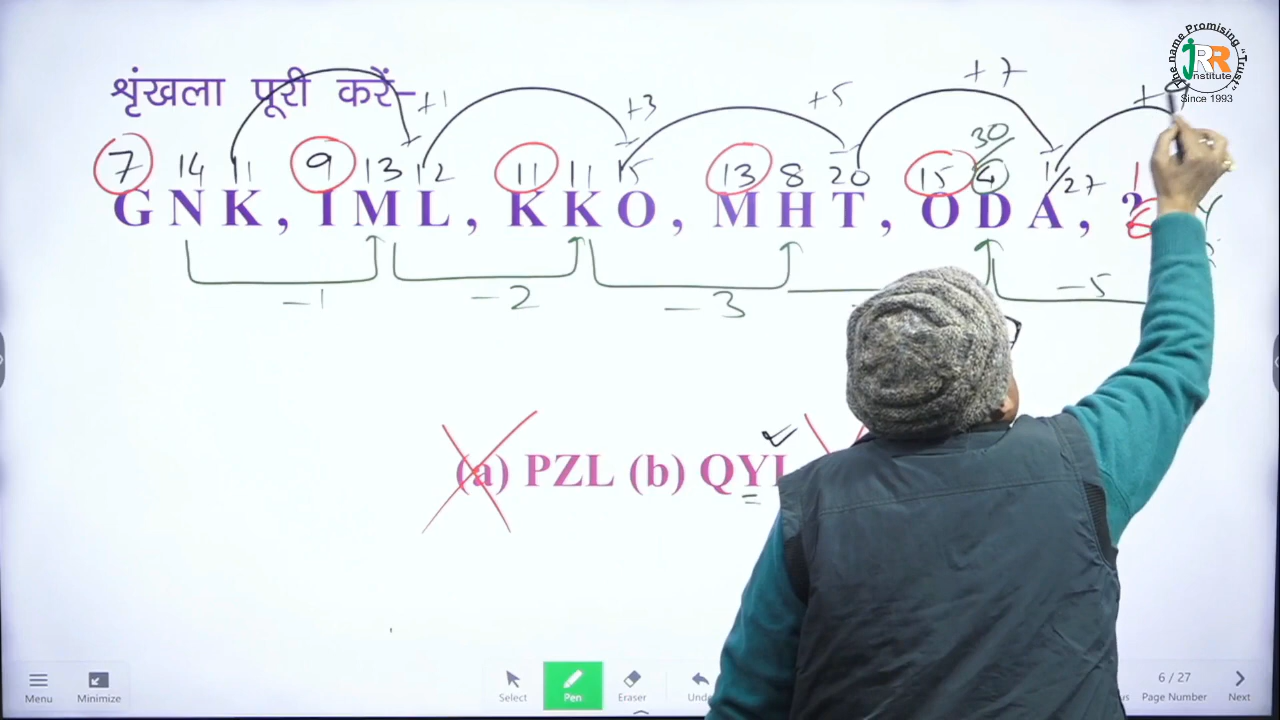 The name Promising "Trust"
JRR
Institute
Since 1993
श्रृंखला पूरी करें-
+1 +3 +5 +7
7 14 11 9 13 12 11 11 15 13 8 20 15 30 4 1 27
G N K , I M L , K K O , M H T , O D A , ?
-1 -2 -3 -5
(a) PZL (b) QY
Menu Minimize Select Pen Eraser Page Number Next
6 / 27